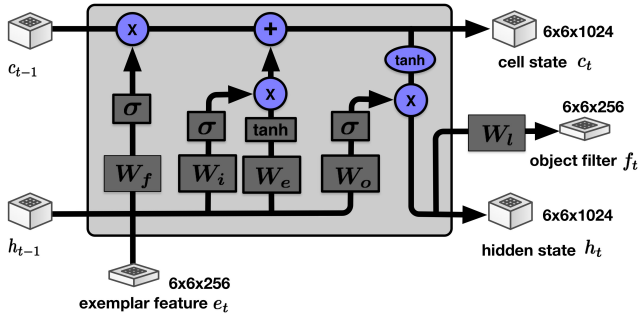 x
+
6x6x1024
c_{t-1}
tanh
cell state c_t
σ
x
x
6x6x256
σ
tanh
σ
W_l
W_f
W_i
W_e
W_o
object filter f_t
h_{t-1}
6x6x1024
hidden state h_t
6x6x256
exemplar feature e_t